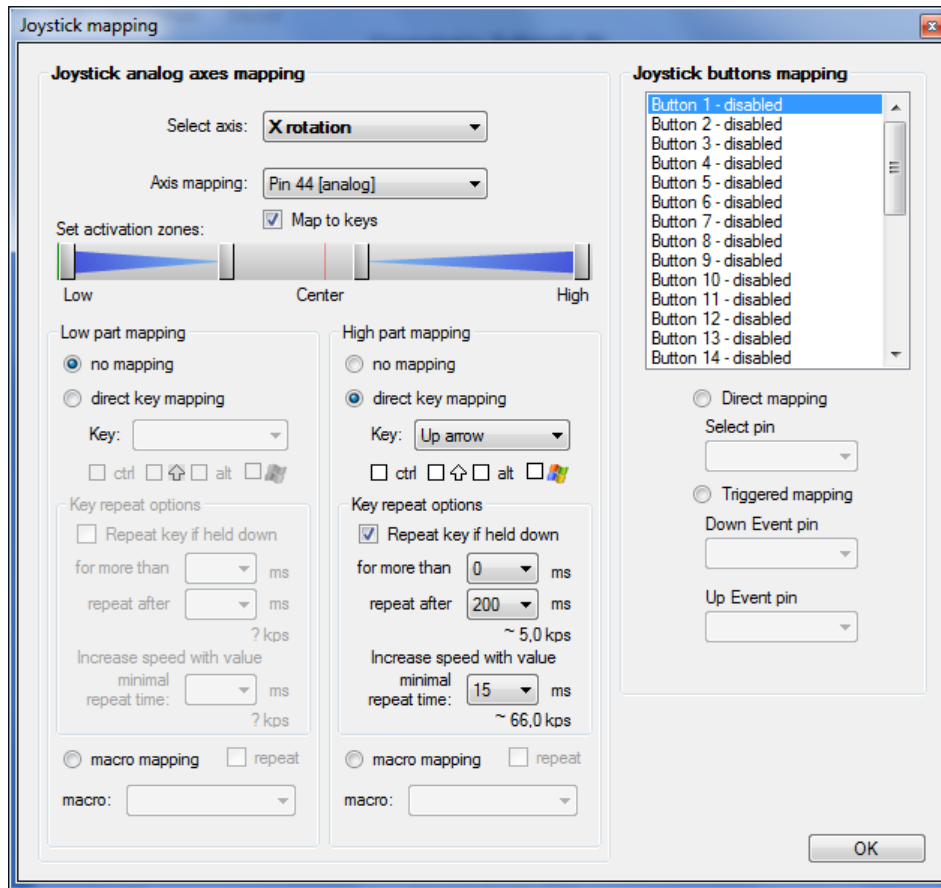 Joystick mapping
Joystick analog axes mapping
Select axis: X rotation
Axis mapping: Pin 44 [analog]
Map to keys
Set activation zones:
Low Center High
Low part mapping
no mapping
direct key mapping
Key:
ctrl alt
Key repeat options
Repeat key if held down
for more than ms
repeat after ms
? kps
Increase speed with value
minimal
repeat time: ms
? kps
macro mapping repeat
macro:
High part mapping
no mapping
direct key mapping
Key: Up arrow
ctrl alt
Key repeat options
Repeat key if held down
for more than 0 ms
repeat after 200 ms
~ 5,0 kps
Increase speed with value
minimal
repeat time: 15 ms
~ 66,0 kps
macro mapping repeat
macro:
Joystick buttons mapping
Button 1 - disabled
Button 2 - disabled
Button 3 - disabled
Button 4 - disabled
Button 5 - disabled
Button 6 - disabled
Button 7 - disabled
Button 8 - disabled
Button 9 - disabled
Button 10 - disabled
Button 11 - disabled
Button 12 - disabled
Button 13 - disabled
Button 14 - disabled
Direct mapping
Select pin
Triggered mapping
Down Event pin
Up Event pin
OK